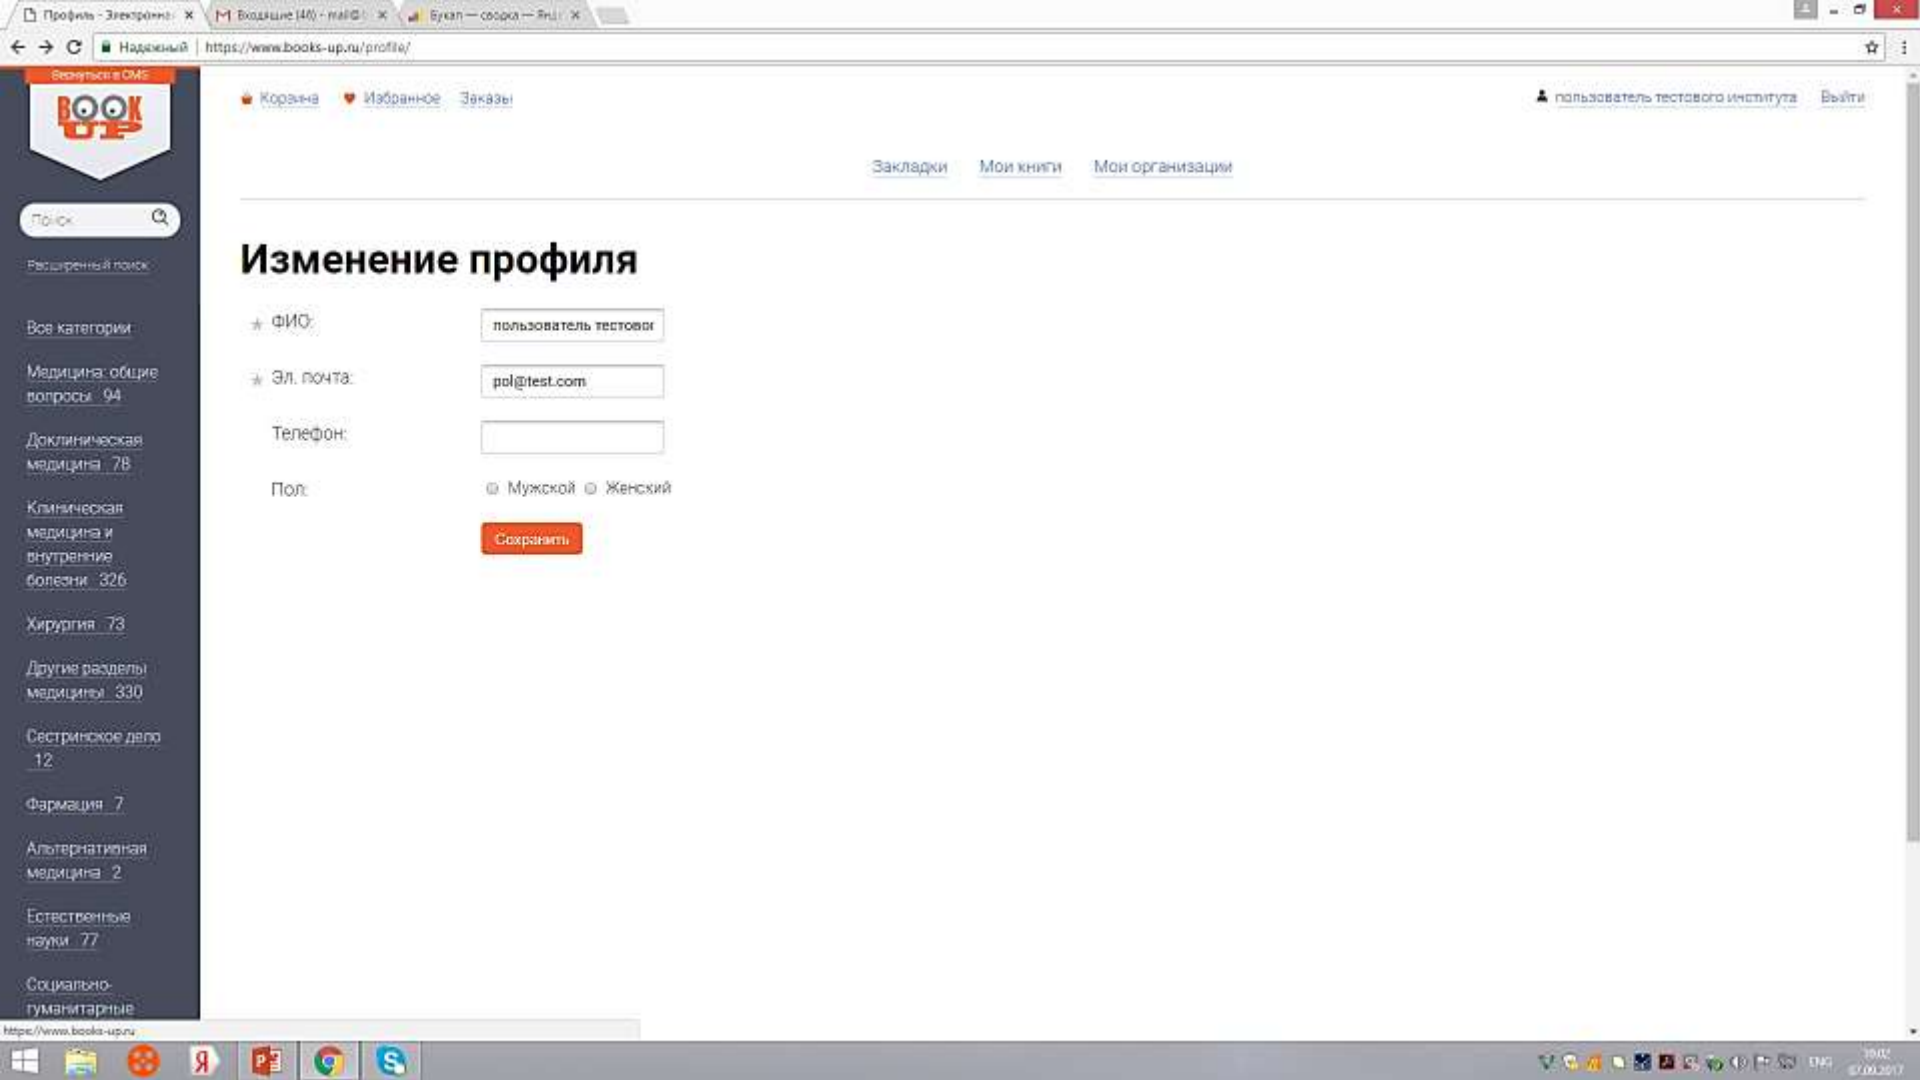 Профиль - Электронно
Входящие (46) - mail@
Букап — сводка — Янд
Надежный
https://www.books-up.ru/profile/
Вернуться в CMS
BOOK
UP
Корзина
Избранное
Заказы
пользователь тестового института
Выйти
Закладки
Мои книги
Мои организации
Поиск
Расширенный поиск
Изменение профиля
* ФИО:
пользователь тестовог
* Эл. почта:
pol@test.com
Телефон:
Пол:
Мужской
Женский
Сохранить
Все категории
Медицина: общие
вопросы 94
Доклиническая
медицина 78
Клиническая
медицина и
внутренние
болезни 326
Хирургия 73
Другие разделы
медицины 330
Сестринское дело
12
Фармация 7
Альтернативная
медицина 2
Естественные
науки 77
Социально-
гуманитарные
https://www.books-up.ru
ENG
07.09.2017